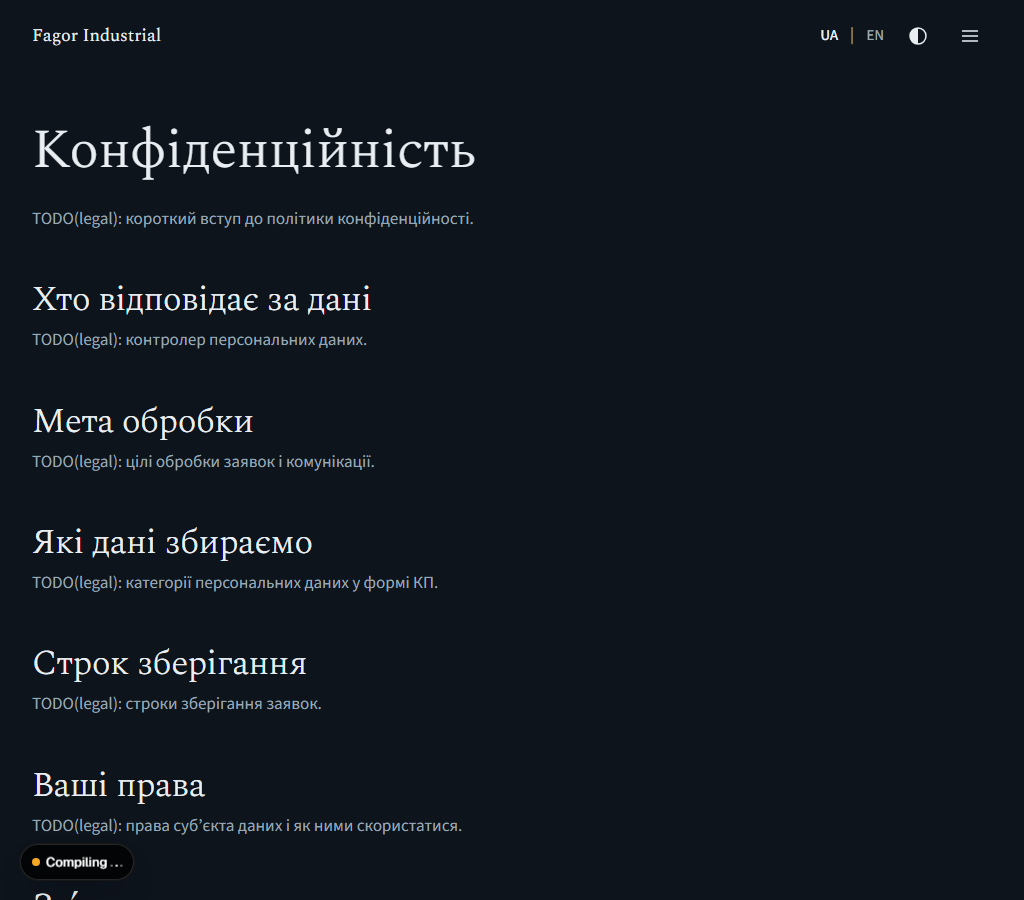 Fagor Industrial
UA | EN
Конфіденційність
TODO(legal): короткий вступ до політики конфіденційності.
Хто відповідає за дані
TODO(legal): контролер персональних даних.
Мета обробки
TODO(legal): цілі обробки заявок і комунікації.
Які дані збираємо
TODO(legal): категорії персональних даних у формі КП.
Строк зберігання
TODO(legal): строки зберігання заявок.
Ваші права
TODO(legal): права суб’єкта даних і як ними скористатися.
Compiling ...